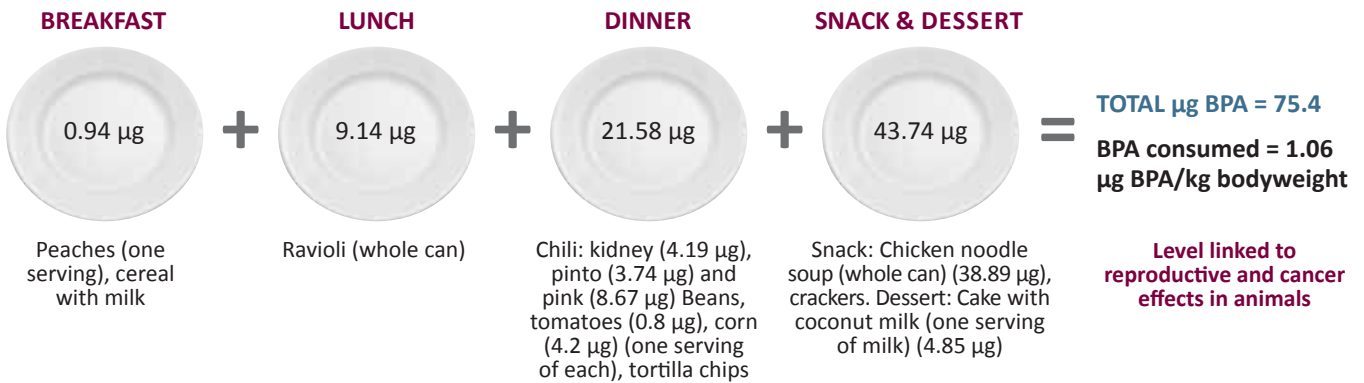 BREAKFAST
LUNCH
DINNER
SNACK & DESSERT
0.94 µg
+
9.14 µg
+
21.58 µg
+
43.74 µg
=
TOTAL µg BPA = 75.4
BPA consumed = 1.06
µg BPA/kg bodyweight
Peaches (one
serving), cereal
with milk
Ravioli (whole can)
Chili: kidney (4.19 µg),
pinto (3.74 µg) and
pink (8.67 µg) Beans,
tomatoes (0.8 µg), corn
(4.2 µg) (one serving
of each), tortilla chips
Snack: Chicken noodle
soup (whole can) (38.89 µg),
crackers. Dessert: Cake with
coconut milk (one serving
of milk) (4.85 µg)
Level linked to
reproductive and cancer
effects in animals